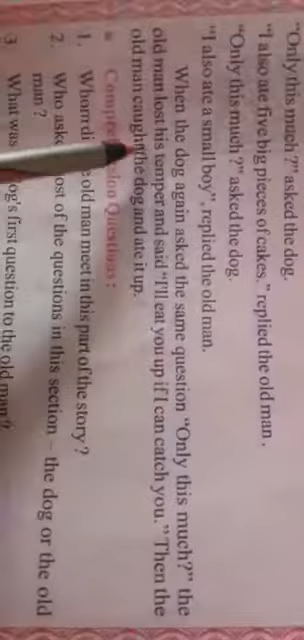 "Only this much ?" asked the dog.
"I also ate five big pieces of cakes," replied the old man.
"Only this much ?" asked the dog.
"I also ate a small boy", replied the old man.
When the dog again asked the same question "Only this much?" the
old man lost his temper and said "I'll eat you up if I can catch you." Then the
old man caught the dog and ate it up.
Questions :
1. Whom old man meet in this part of the story?
2. Who of the questions in this section – the dog or the old
man ?
3 What was first question to the old man?